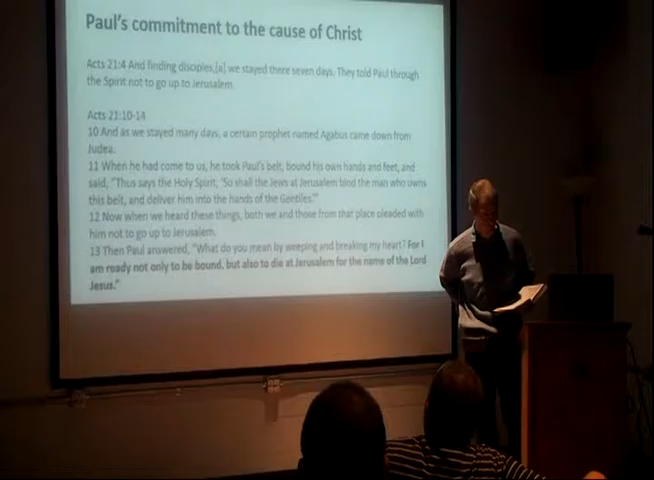 Paul's commitment to the cause of Christ
Acts 21:4 And finding disciples,[a] we stayed there seven days. They told Paul through
the Spirit not to go up to Jerusalem.
Acts 21:10-14
10 And as we stayed many days, a certain prophet named Agabus came down from
Judea.
11 When he had come to us, he took Paul's belt, bound his own hands and feet, and
said, "Thus says the Holy Spirit, 'So shall the Jews at Jerusalem bind the man who owns
this belt, and deliver him into the hands of the Gentiles.'"
12 Now when we heard these things, both we and those from that place pleaded with
him not to go up to Jerusalem.
13 Then Paul answered, "What do you mean by weeping and breaking my heart? For I
am ready not only to be bound, but also to die at Jerusalem for the name of the Lord
Jesus."